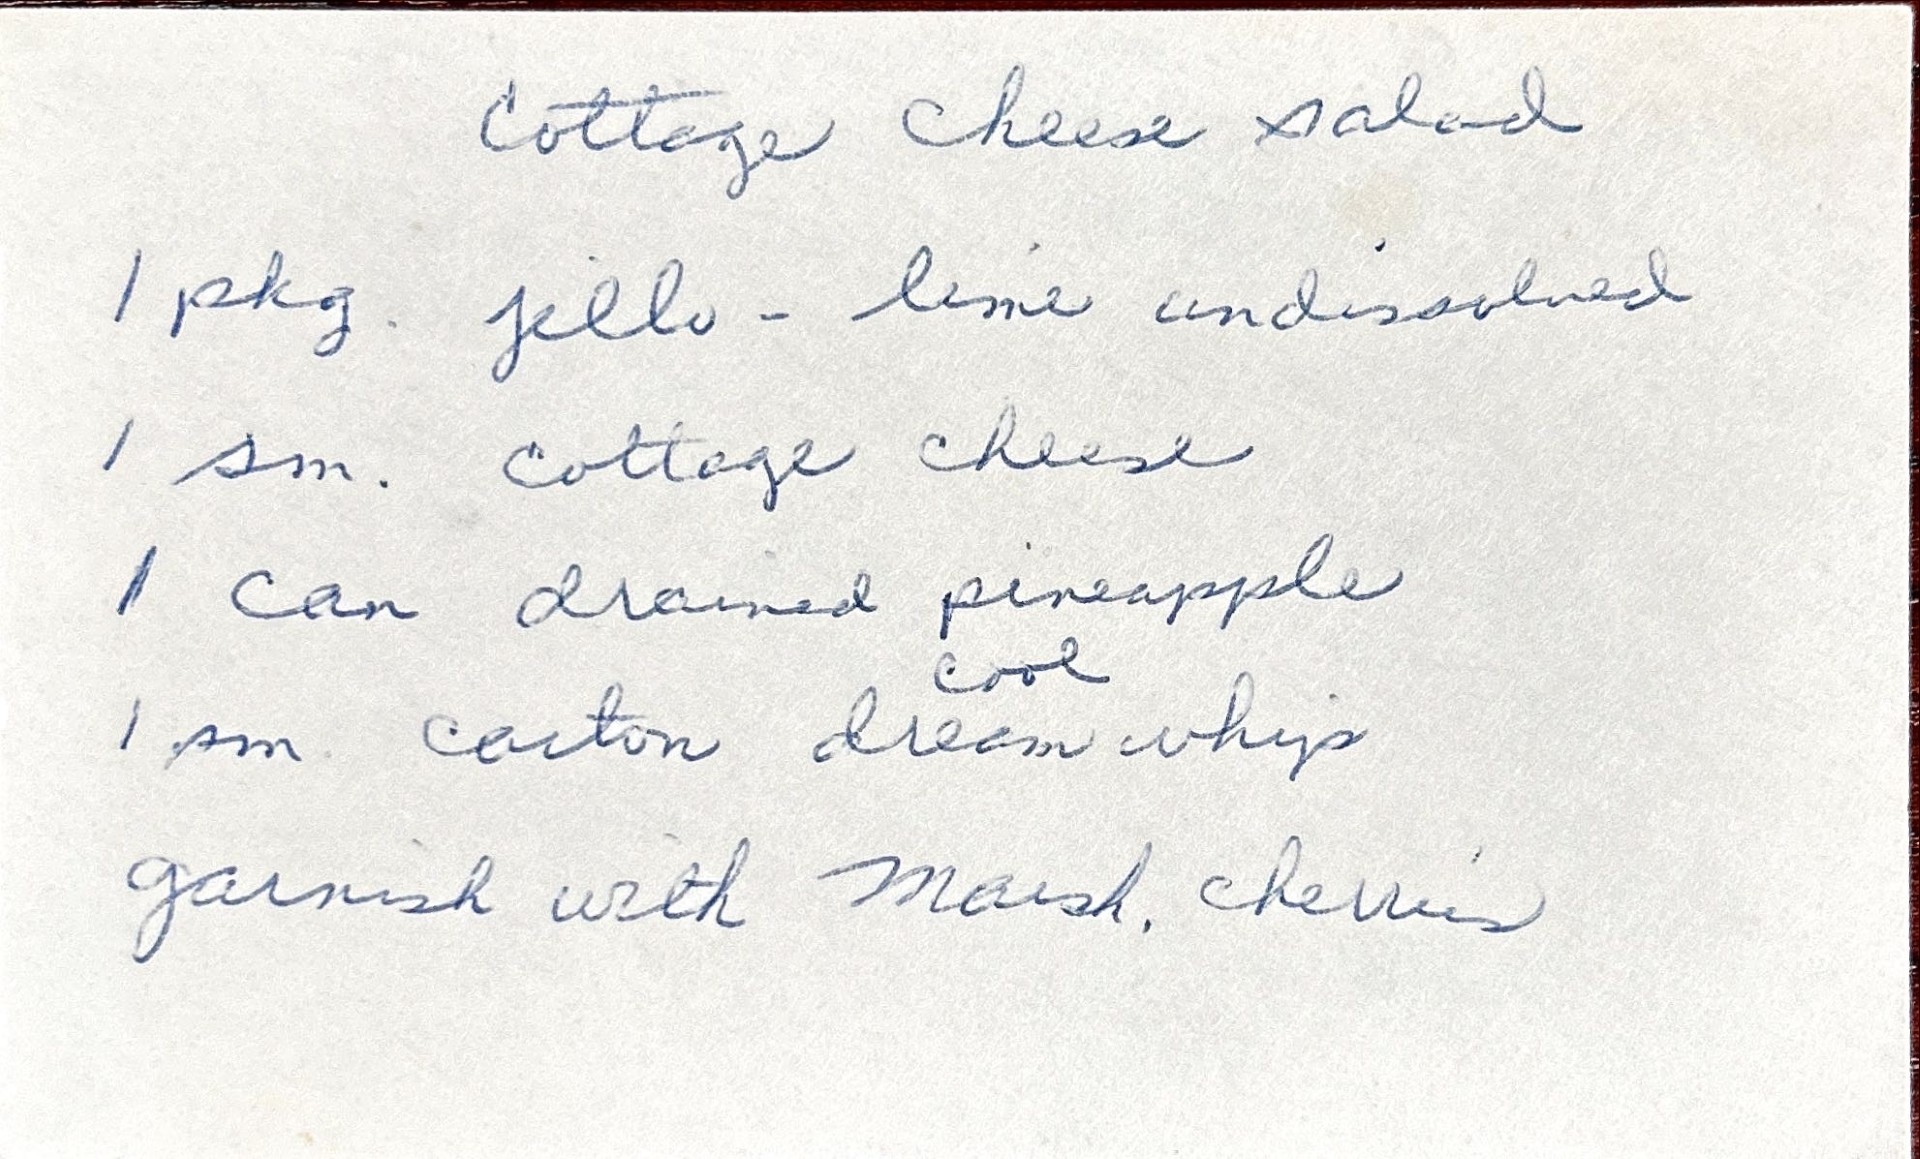 Cottage cheese salad
1 pkg. jello - lime undissolved
1 sm. cottage cheese
1 can drained pineapple
cool
1 sm carton dream whip
garnish with Marsh. cherries